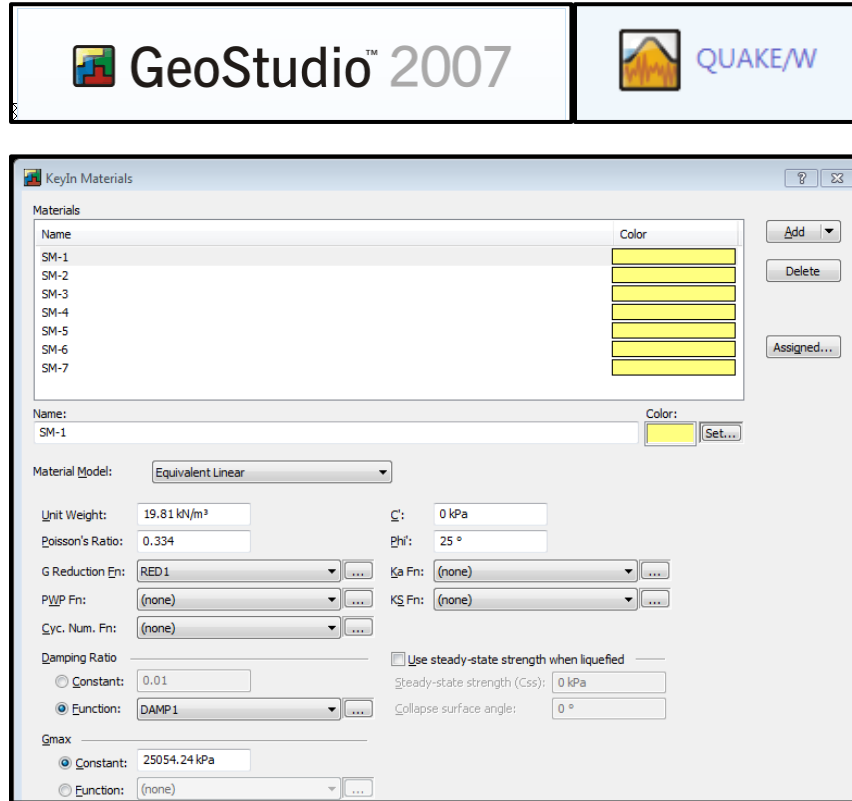 GeoStudio™ 2007
QUAKE/W
KeyIn Materials
Materials
Name Color
Add
SM-1
SM-2
Delete
SM-3
SM-4
SM-5
SM-6
Assigned...
SM-7
Name: Color:
SM-1 Set...
Material Model: Equivalent Linear
Unit Weight: 19.81 kN/m³ C': 0 kPa
Poisson's Ratio: 0.334 Phi': 25 °
G Reduction Fn: RED1 ... Ka Fn: (none) ...
PWP Fn: (none) ... KS Fn: (none) ...
Cyc. Num. Fn: (none) ...
Damping Ratio Use steady-state strength when liquefied
Constant: 0.01 Steady-state strength (Css): 0 kPa
Function: DAMP1 ... Collapse surface angle: 0 °
Gmax
Constant: 25054.24 kPa
Function: (none) ...